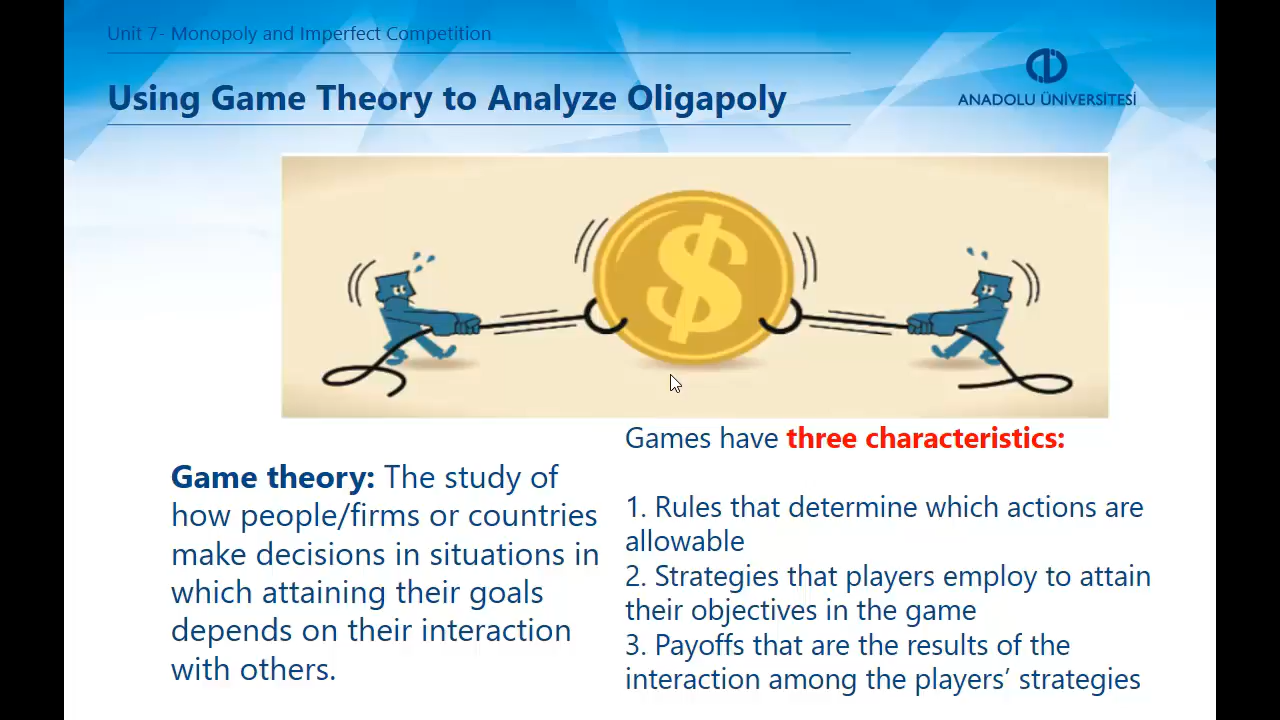 Unit 7- Monopoly and Imperfect Competition
Using Game Theory to Analyze Oligapoly
ANADOLU ÜNİVERSİTESİ
$
Game theory: The study of
how people/firms or countries
make decisions in situations in
which attaining their goals
depends on their interaction
with others.
Games have three characteristics:
1. Rules that determine which actions are
allowable
2. Strategies that players employ to attain
their objectives in the game
3. Payoffs that are the results of the
interaction among the players’ strategies